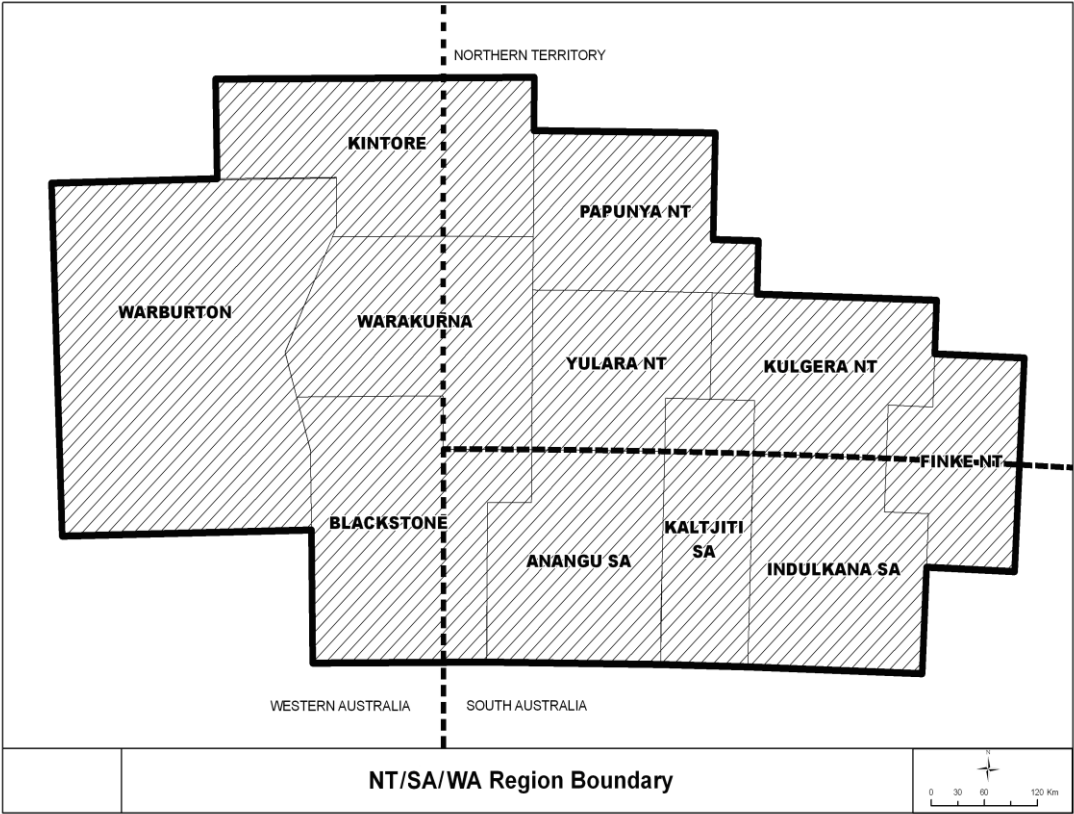 NORTHERN TERRITORY
KINTORE
PAPUNYA NT
WARBURTON
WARAKURNA
YULARA NT
KULGERA NT
FINKE NT
BLACKSTONE
KALTJITI
SA
ANANGU SA
INDULKANA SA
WESTERN AUSTRALIA
SOUTH AUSTRALIA
NT/SA/WA Region Boundary
N
0 30 60 120 Km